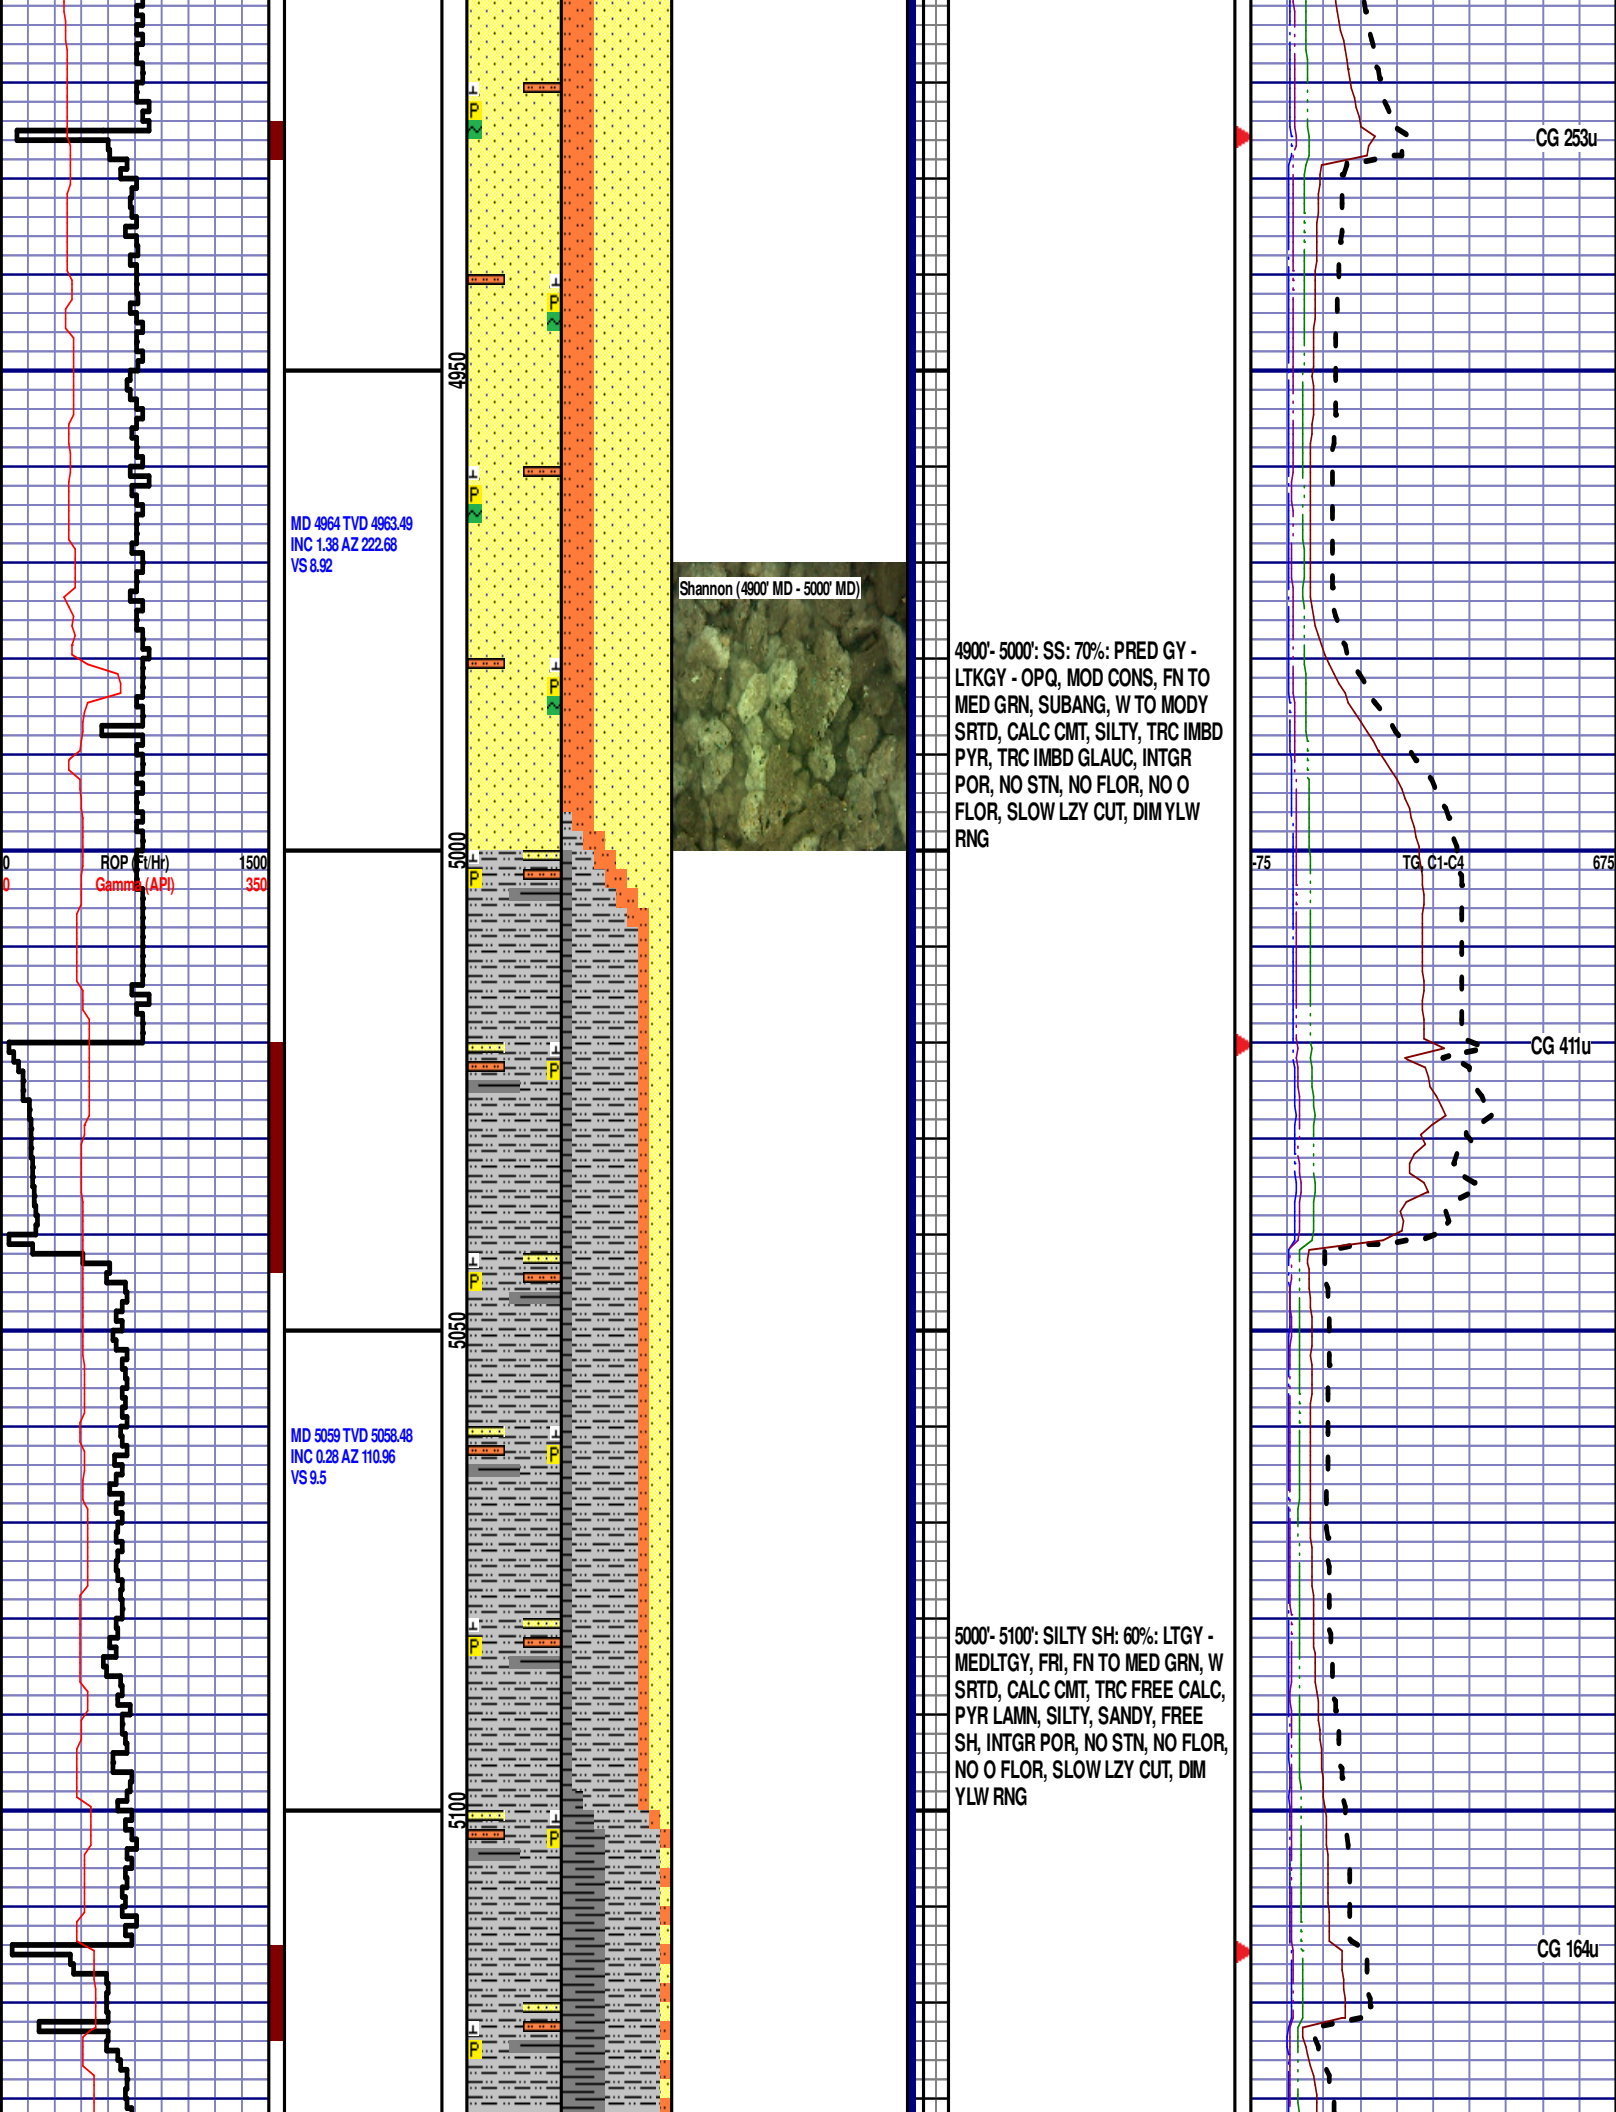 CG 253u
P
P
4950
P
MD 4964 TVD 4963.49
INC 1.38 AZ 222.68
VS 8.92
Shannon (4900' MD - 5000' MD)
4900'- 5000': SS: 70%: PRED GY -
LTKGY - OPQ, MOD CONS, FN TO
MED GRN, SUBANG, W TO MODY
SRTD, CALC CMT, SILTY, TRC IMBD
PYR, TRC IMBD GLAUC, INTGR
POR, NO STN, NO FLOR, NO O
FLOR, SLOW LZY CUT, DIM YLW
RNG
P
5000
0 ROP (Ft/Hr) 1500
0 Gamma (API) 350
-75 TG, C1-C4 675
P
CG 411u
P
P
5050
MD 5059 TVD 5058.48
INC 0.28 AZ 110.96
VS 9.5
P
P
5000'- 5100': SILTY SH: 60%: LTGY -
MEDLTGY, FRI, FN TO MED GRN, W
SRTD, CALC CMT, TRC FREE CALC,
PYR LAMN, SILTY, SANDY, FREE
SH, INTGR POR, NO STN, NO FLOR,
NO O FLOR, SLOW LZY CUT, DIM
YLW RNG
5100
P
CG 164u
P